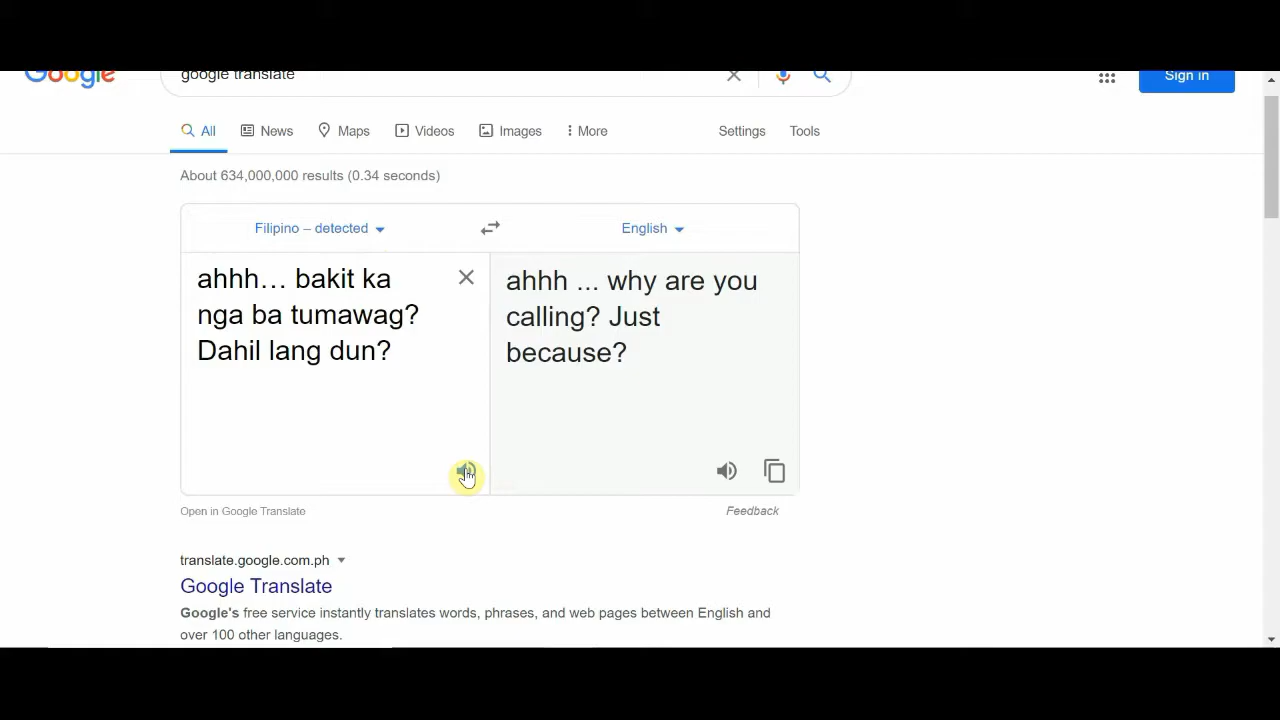 Google
google translate
Sign in
All
News
Maps
Videos
Images
More
Settings
Tools
About 634,000,000 results (0.34 seconds)
Filipino – detected
English
ahhh… bakit ka
nga ba tumawag?
Dahil lang dun?
ahhh ... why are you
calling? Just
because?
Open in Google Translate
Feedback
translate.google.com.ph
Google Translate
Google's free service instantly translates words, phrases, and web pages between English and
over 100 other languages.